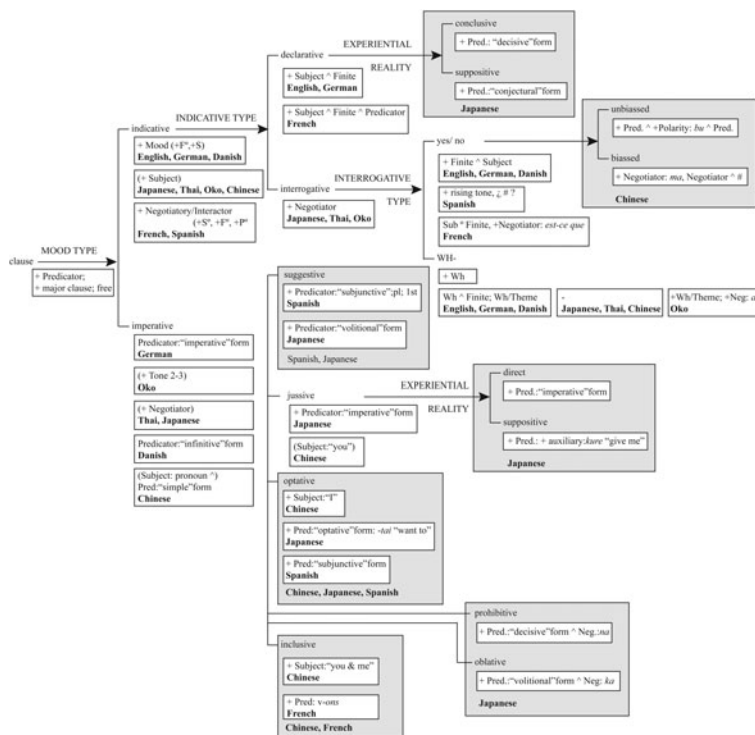 clause
MOOD TYPE
+ Predicator;
+ major clause; free
indicative
INDICATIVE TYPE
+ Mood (+Fº,+S)
English, German, Danish
(+ Subject)
Japanese, Thai, Oko, Chinese
+ Negotiatory/Interactor
(+Sº, +Fº, +Pº
French, Spanish
declarative
EXPERIENTIAL
REALITY
+ Subject ^ Finite
English, German
+ Subject ^ Finite ^ Predicator
French
conclusive
+ Pred.: “decisive”form
suppositive
+ Pred.:“conjectural”form
Japanese
interrogative
INTERROGATIVE
TYPE
+ Negotiator
Japanese, Thai, Oko
yes/ no
+ Finite ^ Subject
English, German, Danish
+ rising tone, ¿ # ?
Spanish
Sub º Finite, +Negotiator: est-ce que
French
unbiassed
+ Pred. ^ +Polarity: bu ^ Pred.
biassed
+ Negotiator: ma, Negotiator ^ #
Chinese
WH-
+ Wh
Wh ^ Finite; Wh/Theme
English, German, Danish
-
Japanese, Thai, Chinese
+Wh/Theme; +Neg: a
Oko
imperative
Predicator:“imperative”form
German
(+ Tone 2-3)
Oko
(+ Negotiator)
Thai, Japanese
Predicator:“infinitive” form
Danish
(Subject: pronoun ^)
Pred:“simple”form
Chinese
suggestive
+ Predicator:“subjunctive”;pl; 1st
Spanish
+ Predicator:“volitional”form
Japanese
Spanish, Japanese
jussive
EXPERIENTIAL
REALITY
+ Predicator:“imperative”form
Japanese
(Subject:“you”)
Chinese
direct
+ Pred.:“imperative”form
suppositive
+ Pred.: + auxiliary:kure “give me”
Japanese
optative
+ Subject:“I”
Chinese
+ Pred:“optative”form: -tai “want to”
Japanese
+ Pred:“subjunctive”form
Spanish
Chinese, Japanese, Spanish
prohibitive
+ Pred.:“decisive”form ^ Neg.:na
oblative
+ Pred.:“volitional”form ^ Neg: ka
Japanese
inclusive
+ Subject:“you & me”
Chinese
+ Pred: v-ons
French
Chinese, French